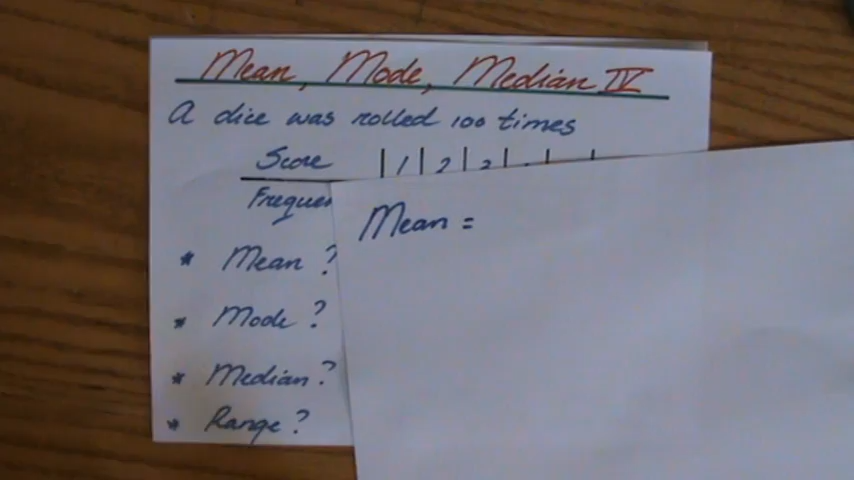 Mean, Mode, Median IV
A dice was rolled 100 times
Score | 1 | 2 | 3 |
Mean =
* Mean ?
* Mode ?
* Median ?
* Range ?